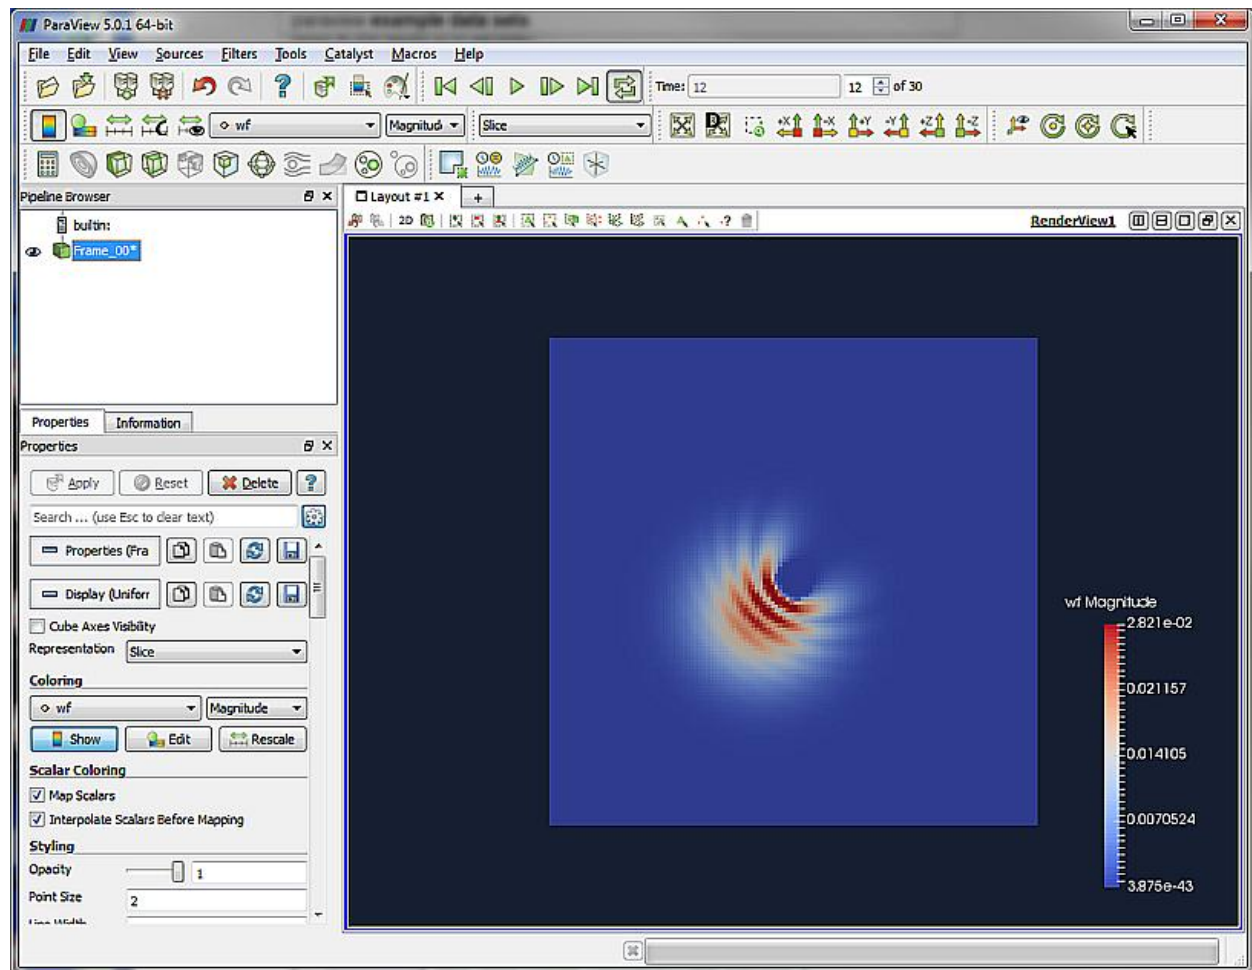 ParaView 5.0.1 64-bit
File Edit View Sources Filters Tools Catalyst Macros Help
Time: 12 12 of 30
wf Magnitud Slice
+X -X +Y -Y +Z -Z
Pipeline Browser
Layout #1 +
2D
RenderView1
builtin:
Frame_00*
Properties Information
Properties
Apply Reset Delete ?
Search ... (use Esc to clear text)
Properties (Fra
Display (Uniforr
Cube Axes Visibility
Representation Slice
Coloring
wf Magnitude
Show Edit Rescale
Scalar Coloring
Map Scalars
Interpolate Scalars Before Mapping
Styling
Opacity 1
Point Size 2
wf Magnitude
2.821e-02
0.021157
0.014105
0.0070524
3.875e-43